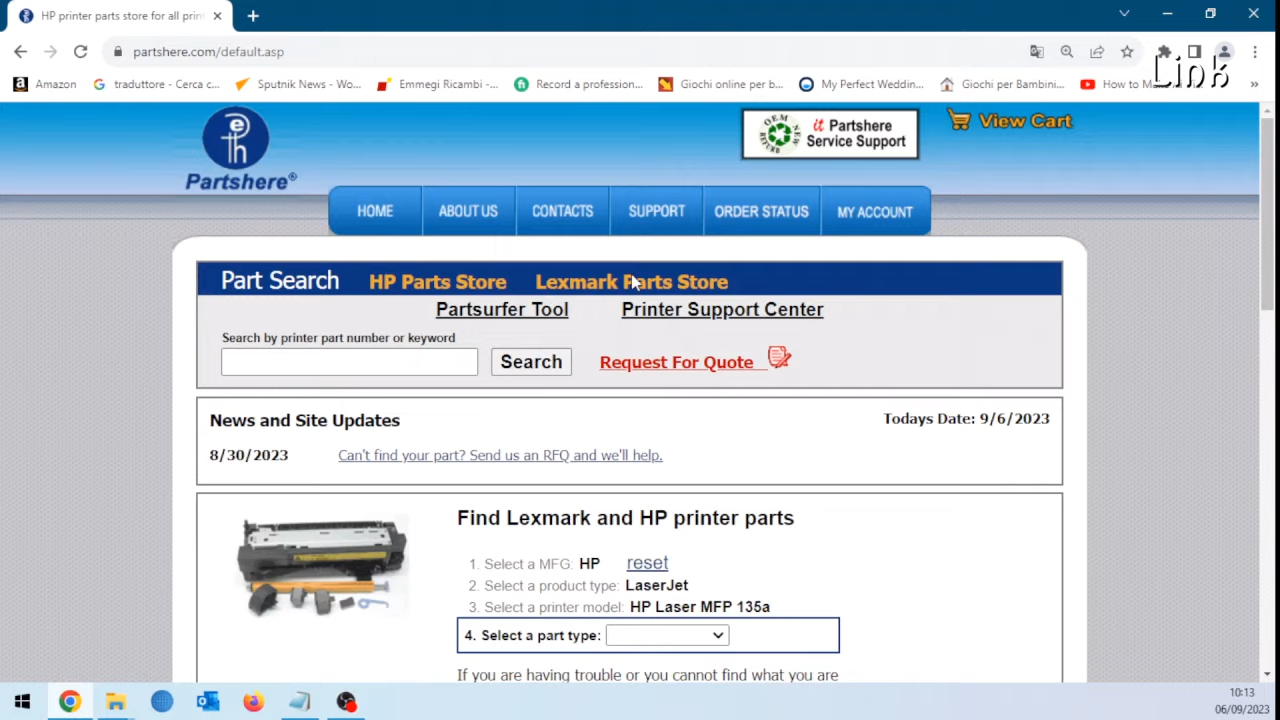 HP printer parts store for all prin
partshere.com/default.asp
Link
Amazon
traduttore - Cerca c...
Sputnik News - Wo...
Emmegi Ricambi -...
Record a profession...
Giochi online per b...
My Perfect Weddin...
Giochi per Bambini...
How to M
»
eth
Partshere®
OEM NEW REFURB
it Partshere
Service Support
View Cart
HOME
ABOUT US
CONTACTS
SUPPORT
ORDER STATUS
MY ACCOUNT
Part Search
HP Parts Store
Lexmark Parts Store
Partsurfer Tool
Printer Support Center
Search by printer part number or keyword
Search
Request For Quote
News and Site Updates
Todays Date: 9/6/2023
8/30/2023
Can't find your part? Send us an RFQ and we'll help.
Find Lexmark and HP printer parts
1. Select a MFG: HP reset
2. Select a product type: LaserJet
3. Select a printer model: HP Laser MFP 135a
4. Select a part type:
If you are having trouble or you cannot find what you are
10:13
06/09/2023